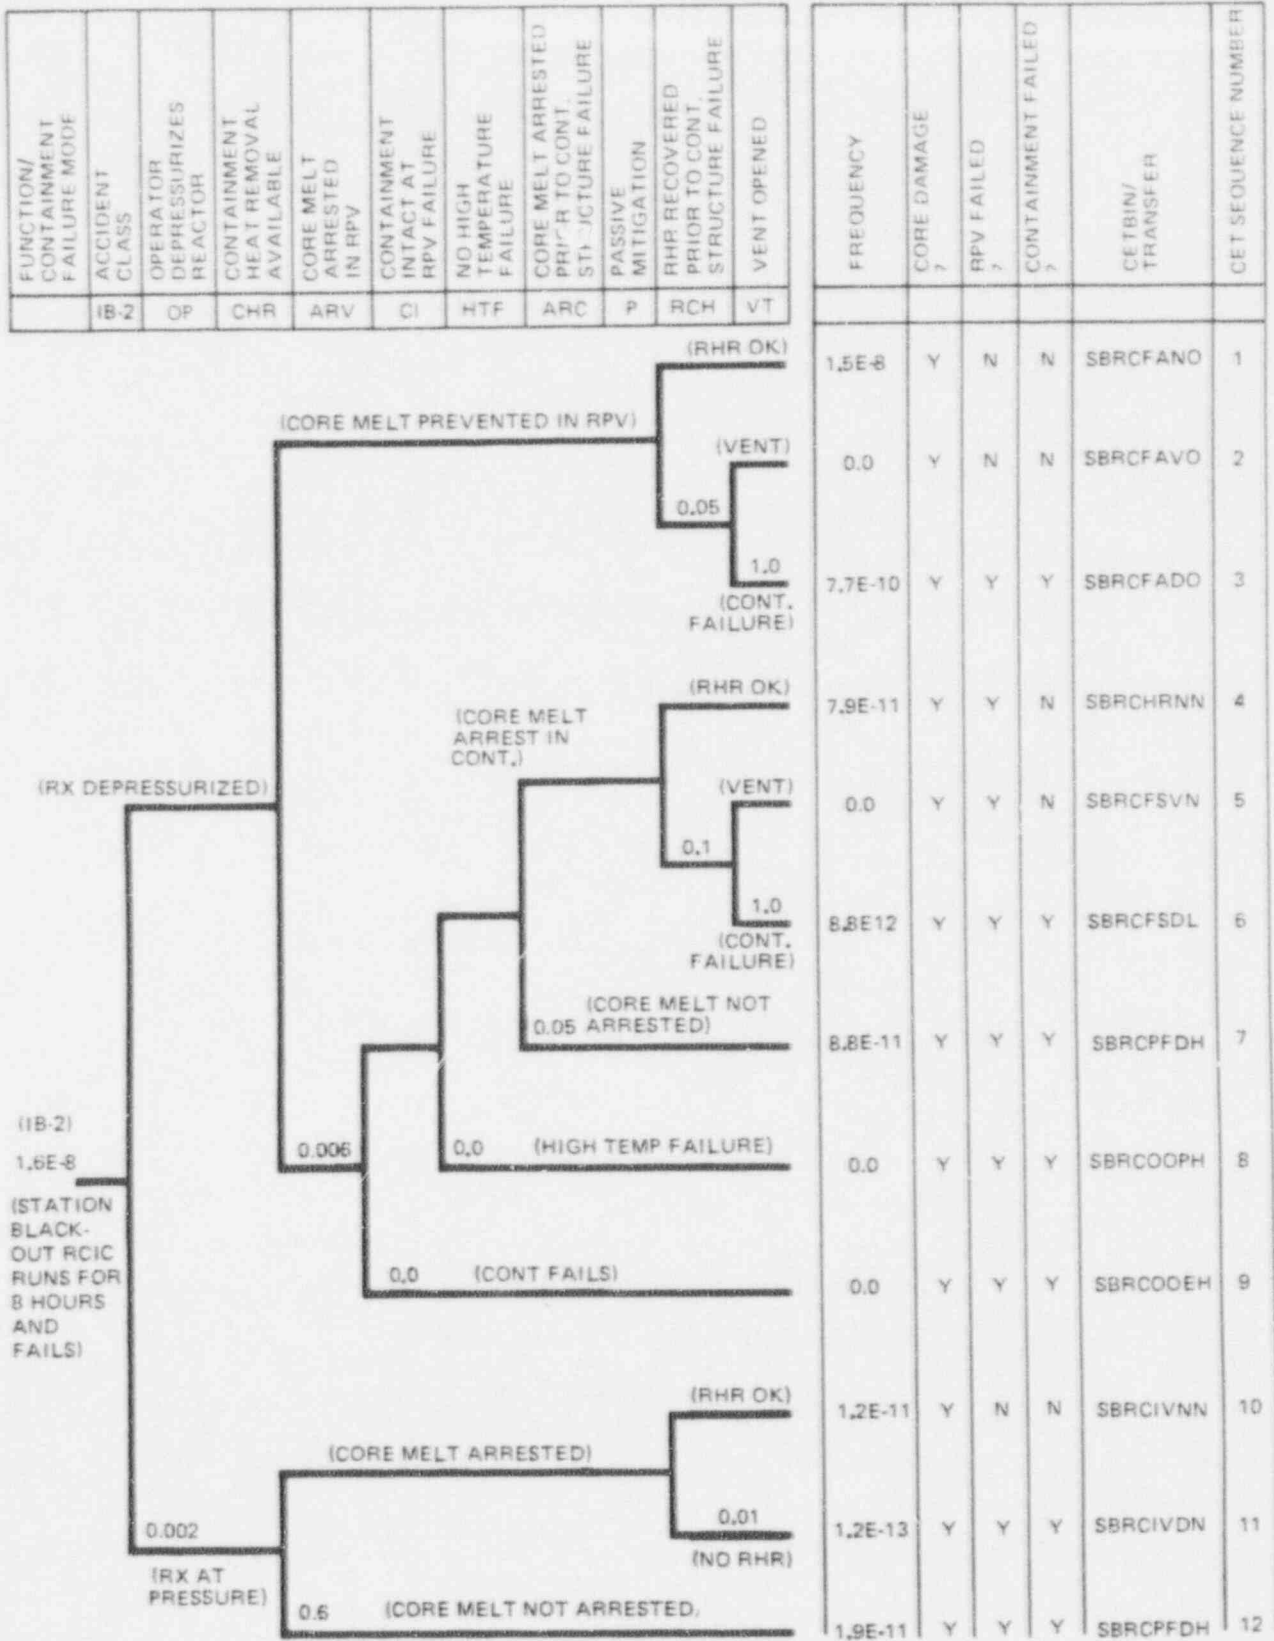 FUNCTION/
CONTAINMENT
FAILURE MODE
ACCIDENT
CLASS
OPERATOR
DEPRESSURIZES
REACTOR
CONTAINMENT
HEAT REMOVAL
AVAILABLE
CORE MELT
ARRESTED
IN RPV
CONTAINMENT
INTACT AT
RPV FAILURE
NO HIGH
TEMPERATURE
FAILURE
CORE MELT ARRESTED
PRIOR TO CONT.
STRUCTURE FAILURE
PASSIVE
MITIGATION
RHR RECOVERED
PRIOR TO CONT.
STRUCTURE FAILURE
VENT OPENED
FREQUENCY
CORE DAMAGE
?
RPV FAILED
?
CONTAINMENT FAILED
?
CETBIN/
TRANSFER
CET SEQUENCE NUMBER
IB-2 OP CHR ARV CI HTF ARC P RCH VT
(RHR OK)
1.5E-8 Y N N SBRCFANO 1
(CORE MELT PREVENTED IN RPV)
(VENT)
0.0 Y N N SBRCFAVO 2
0.05
1.0
7.7E-10 Y Y Y SBRCFADO 3
(CONT.
FAILURE)
(RHR OK)
7.9E-11 Y Y N SBRCHRNN 4
(CORE MELT
ARREST IN
CONT.)
(RX DEPRESSURIZED)
(VENT)
0.0 Y Y N SBRCFSVN 5
0.1
1.0
8.8E12 Y Y Y SBRCFSDL 6
(CONT.
FAILURE)
(CORE MELT NOT
0.05 ARRESTED)
8.8E-11 Y Y Y SBRCPFDH 7
(IB-2)
1.6E-8
0.006
0.0 (HIGH TEMP FAILURE)
0.0 Y Y Y SBRCOOPH 8
(STATION
BLACK-
OUT RCIC
RUNS FOR
8 HOURS
AND
FAILS)
0.0 (CONT FAILS)
0.0 Y Y Y SBRCOOEH 9
(RHR OK)
1.2E-11 Y N N SBRCIVNN 10
(CORE MELT ARRESTED)
0.002
0.01
1.2E-13 Y Y Y SBRCIVDN 11
(NO RHR)
(RX AT
PRESSURE)
0.6 (CORE MELT NOT ARRESTED,
1.9E-11 Y Y Y SBRCPFDH 12